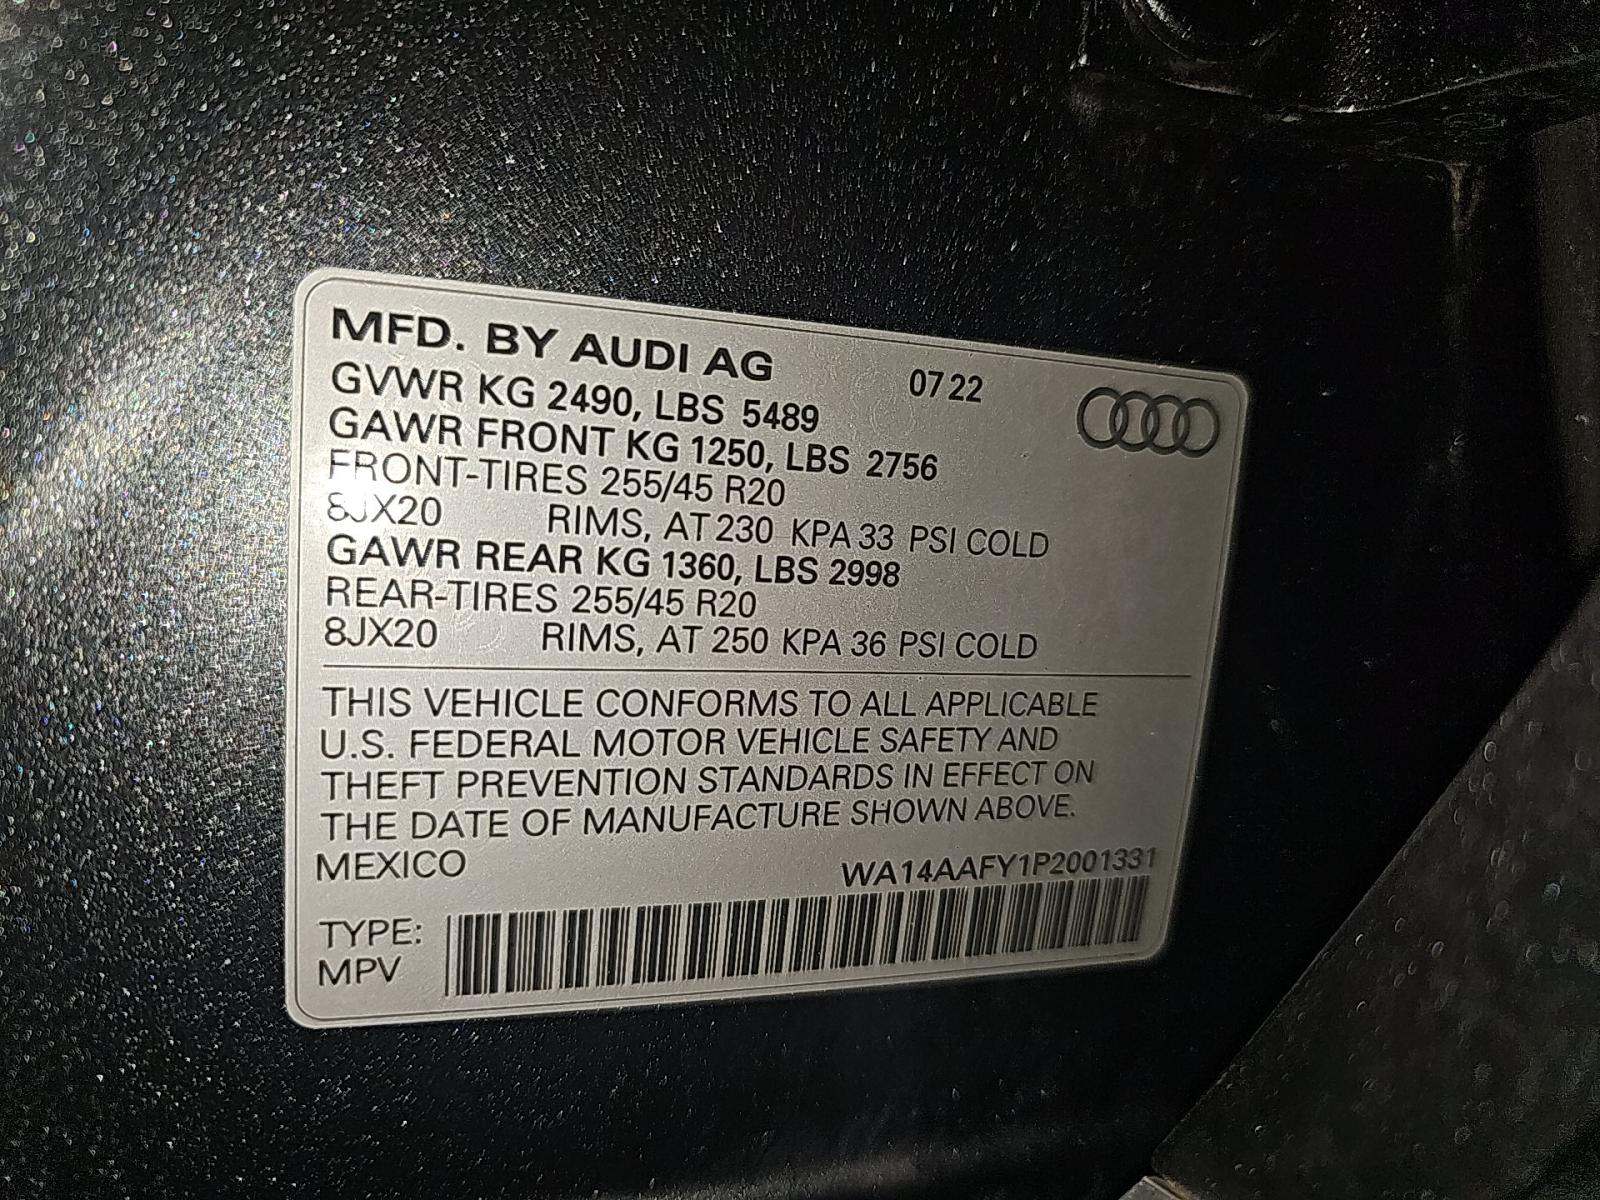 MFD. BY AUDI AG 07 22
GVWR KG 2490, LBS 5489
GAWR FRONT KG 1250, LBS 2756
FRONT-TIRES 255/45 R20
8JX20 RIMS, AT 230 KPA 33 PSI COLD
GAWR REAR KG 1360, LBS 2998
REAR-TIRES 255/45 R20
8JX20 RIMS, AT 250 KPA 36 PSI COLD
THIS VEHICLE CONFORMS TO ALL APPLICABLE
U.S. FEDERAL MOTOR VEHICLE SAFETY AND
THEFT PREVENTION STANDARDS IN EFFECT ON
THE DATE OF MANUFACTURE SHOWN ABOVE.
MEXICO WA14AAFY1P2001331
TYPE:
MPV